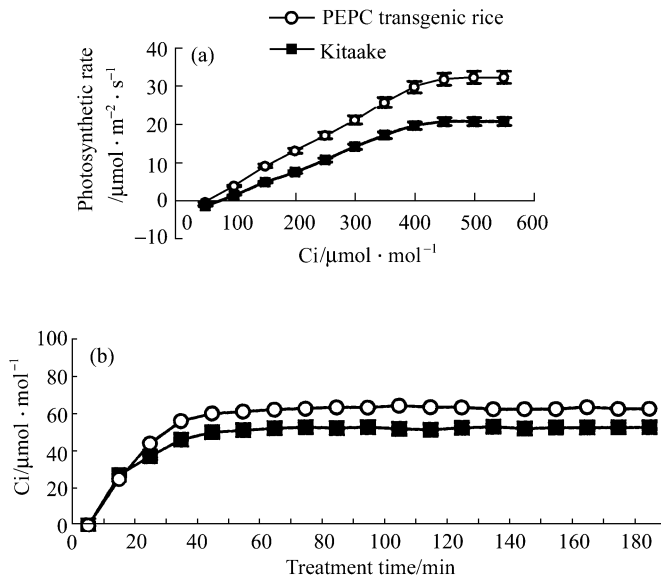 PEPC transgenic rice
Kitaake
(a)
Photosynthetic rate
/μmol · m⁻² · s⁻¹
40
30
20
10
0
−10
0 100 200 300 400 500 600
Ci/μmol · mol⁻¹
(b)
Ci/μmol · mol⁻¹
100
80
60
40
20
0
0 20 40 60 80 100 120 140 160 180
Treatment time/min